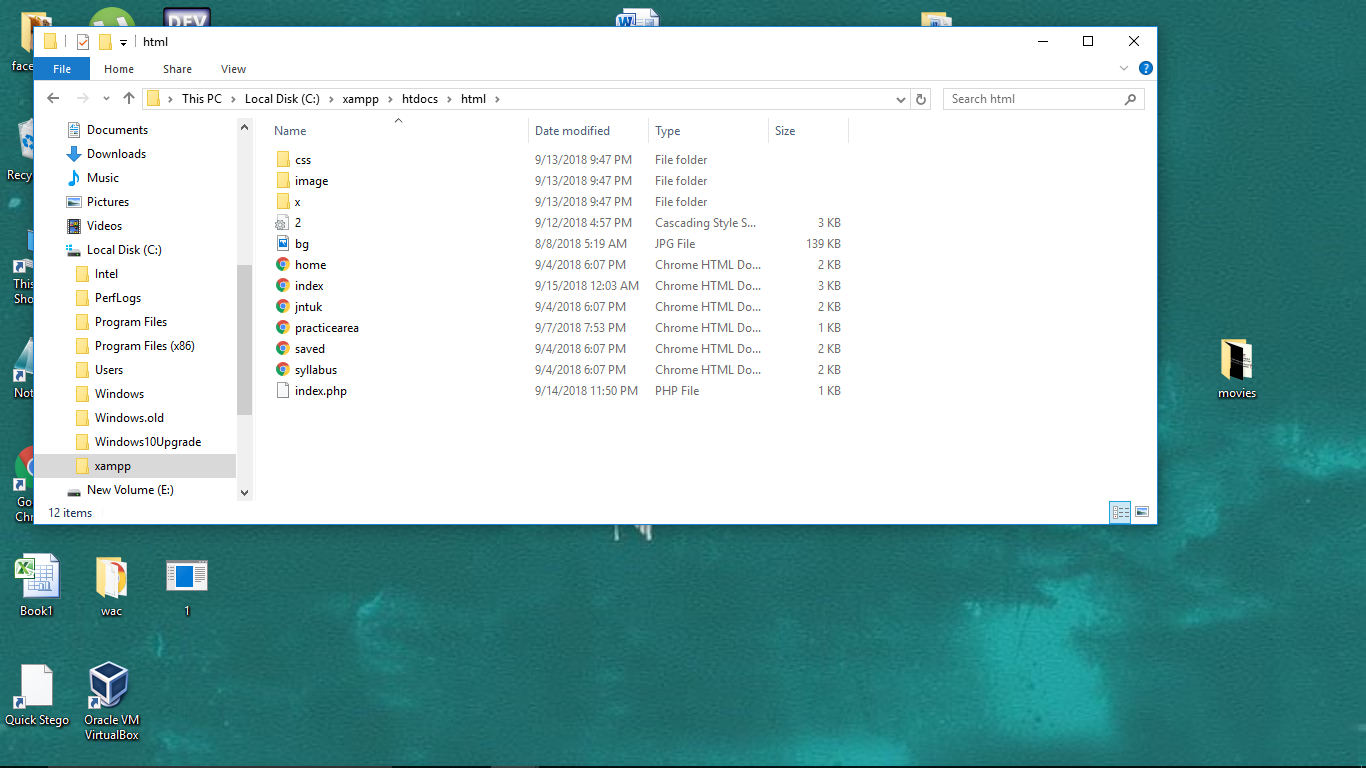 DEV
html
File Home Share View
This PC Local Disk (C:) xampp htdocs html
Search html
Documents
Downloads
Music
Pictures
Videos
Local Disk (C:)
Intel
PerfLogs
Program Files
Program Files (x86)
Users
Windows
Windows.old
Windows10Upgrade
xampp
New Volume (E:)
Name Date modified Type Size
css 9/13/2018 9:47 PM File folder
image 9/13/2018 9:47 PM File folder
x 9/13/2018 9:47 PM File folder
2 9/12/2018 4:57 PM Cascading Style S... 3 KB
bg 8/8/2018 5:19 AM JPG File 139 KB
home 9/4/2018 6:07 PM Chrome HTML Do... 2 KB
index 9/15/2018 12:03 AM Chrome HTML Do... 3 KB
jntuk 9/4/2018 6:07 PM Chrome HTML Do... 2 KB
practicearea 9/7/2018 7:53 PM Chrome HTML Do... 1 KB
saved 9/4/2018 6:07 PM Chrome HTML Do... 2 KB
syllabus 9/4/2018 6:07 PM Chrome HTML Do... 2 KB
index.php 9/14/2018 11:50 PM PHP File 1 KB
12 items
face
Recy
This
Sho
Not
Go
Chr
movies
Book1
wac
1
Quick Stego
Oracle VM
VirtualBox